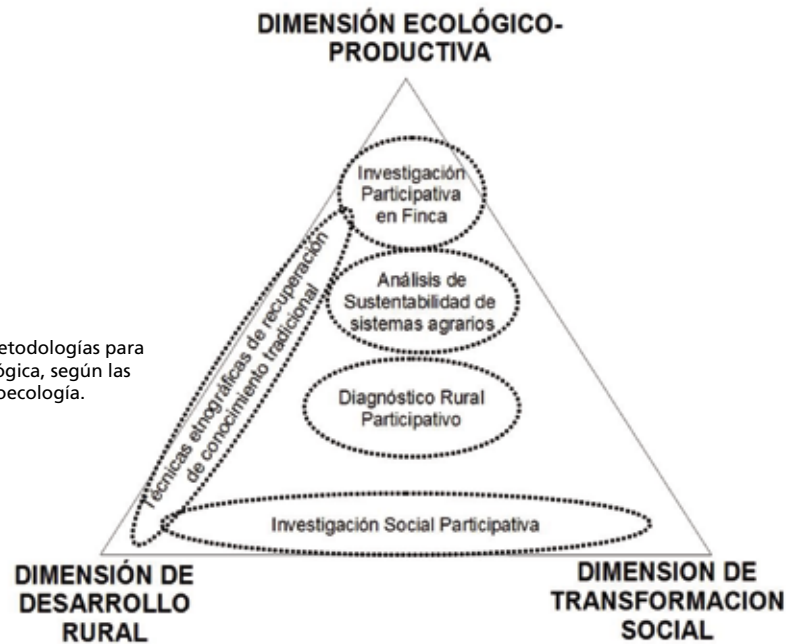 DIMENSIÓN ECOLÓGICO-
PRODUCTIVA
Investigación
Participativa
en Finca
Técnicas etnográficas de recuperación
de conocimiento tradicional
Análisis de
Sustentabilidad de
sistemas agrarios
etodologías para
ógica, según las
oecología.
Diagnóstico Rural
Participativo
Investigación Social Participativa
DIMENSIÓN DE
DESARROLLO
RURAL
DIMENSION DE
TRANSFORMACION
SOCIAL